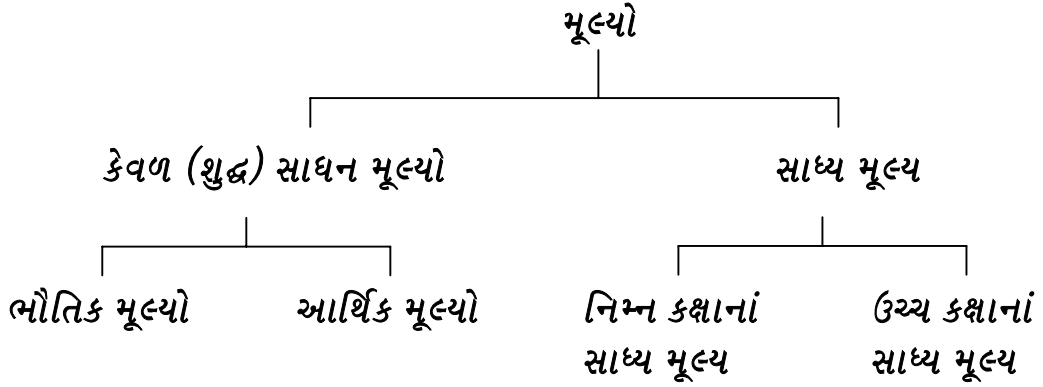 મૂલ્યો
કેવળ (શુદ્ધ) સાધન મૂલ્યો
સાધ્ય મૂલ્ય
ભૌતિક મૂલ્યો
આર્થિક મૂલ્યો
નિમ્ન કક્ષાનાં
સાધ્ય મૂલ્ય
ઉચ્ચ કક્ષાનાં
સાધ્ય મૂલ્ય